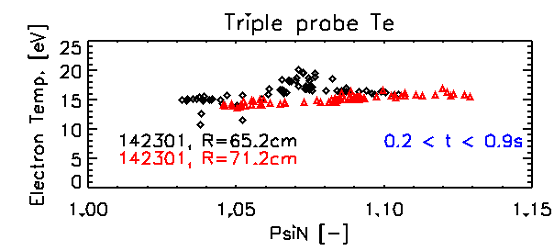 Triple probe Te
Electron Temp. [eV]
25
20
15
10
5
0
142301, R=65.2cm
142301, R=71.2cm
0.2 < t < 0.9s
1.00 1.05 1.10 1.15
PsiN [-]